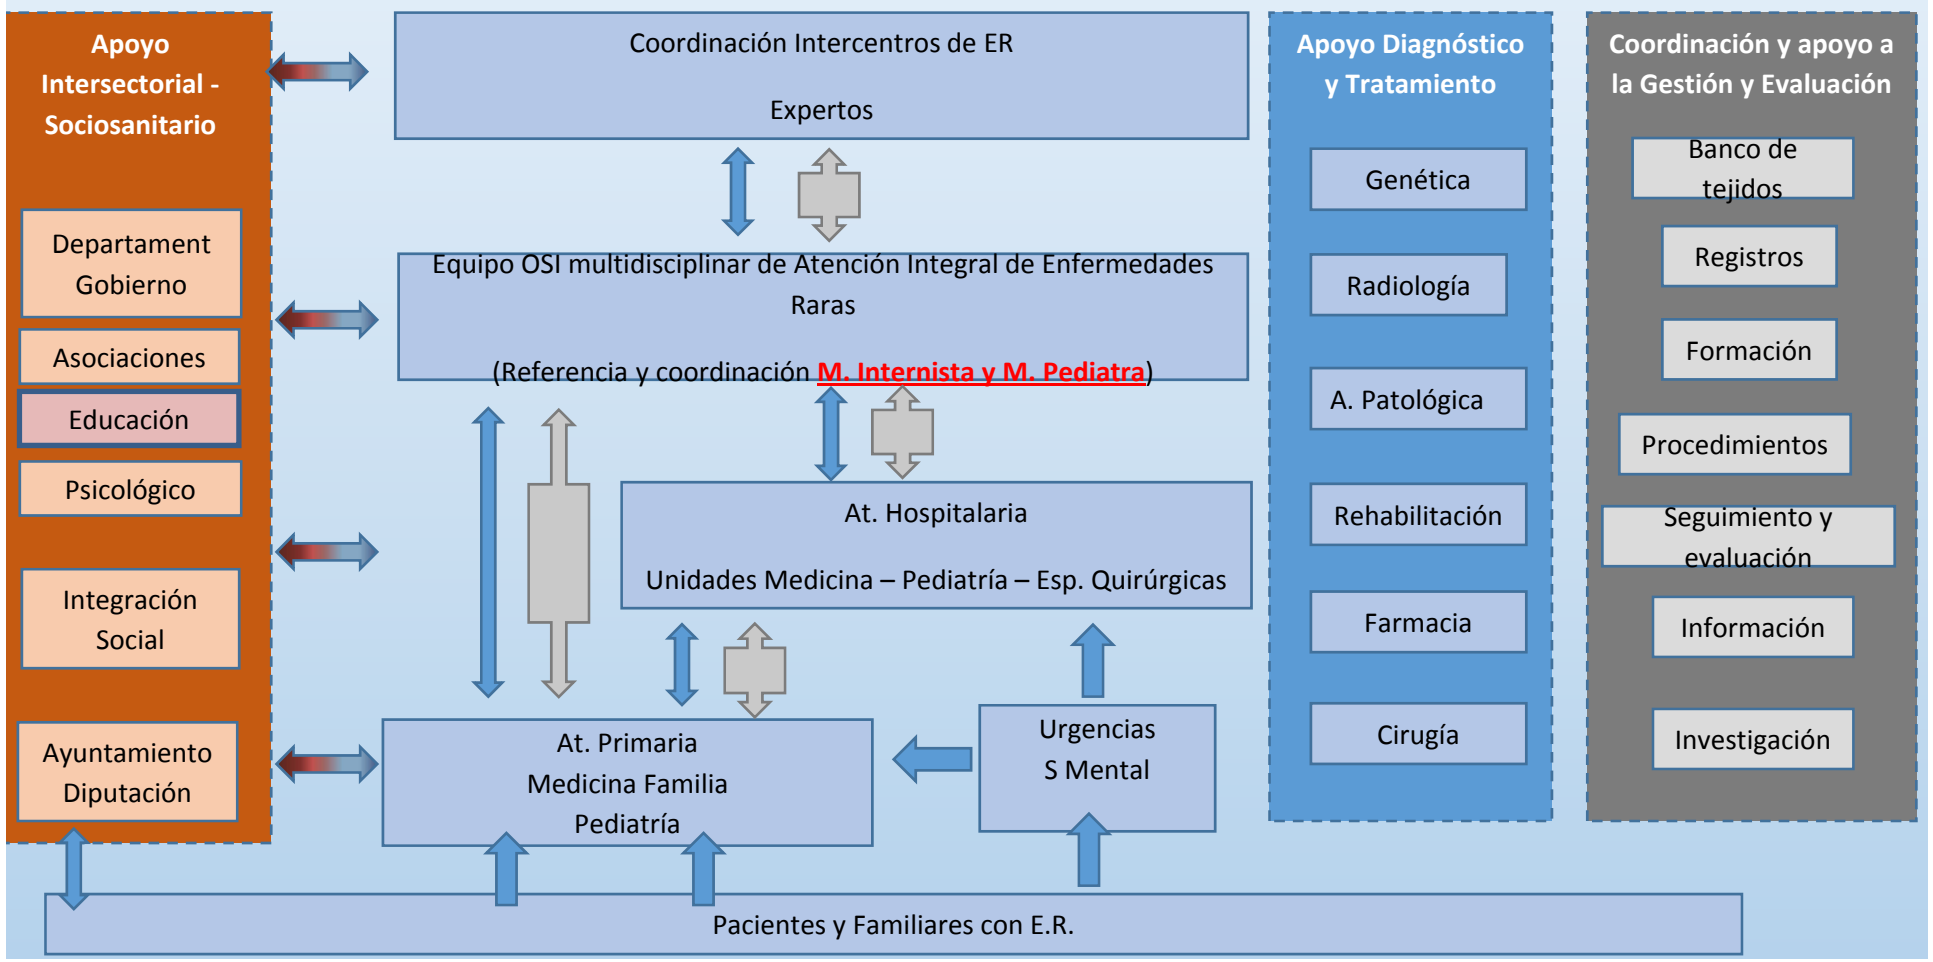 Apoyo
Intersectorial -
Sociosanitario
Departament
Gobierno
Asociaciones
Educación
Psicológico
Integración
Social
Ayuntamiento
Diputación
Coordinación Intercentros de ER
Expertos
Equipo OSI multidisciplinar de Atención Integral de Enfermedades
Raras
(Referencia y coordinación M. Internista y M. Pediatra)
At. Hospitalaria
Unidades Medicina – Pediatría – Esp. Quirúrgicas
At. Primaria
Medicina Familia
Pediatría
Urgencias
S Mental
Pacientes y Familiares con E.R.
Apoyo Diagnóstico
y Tratamiento
Genética
Radiología
A. Patológica
Rehabilitación
Farmacia
Cirugía
Coordinación y apoyo a
la Gestión y Evaluación
Banco de
tejidos
Registros
Formación
Procedimientos
Seguimiento y
evaluación
Información
Investigación